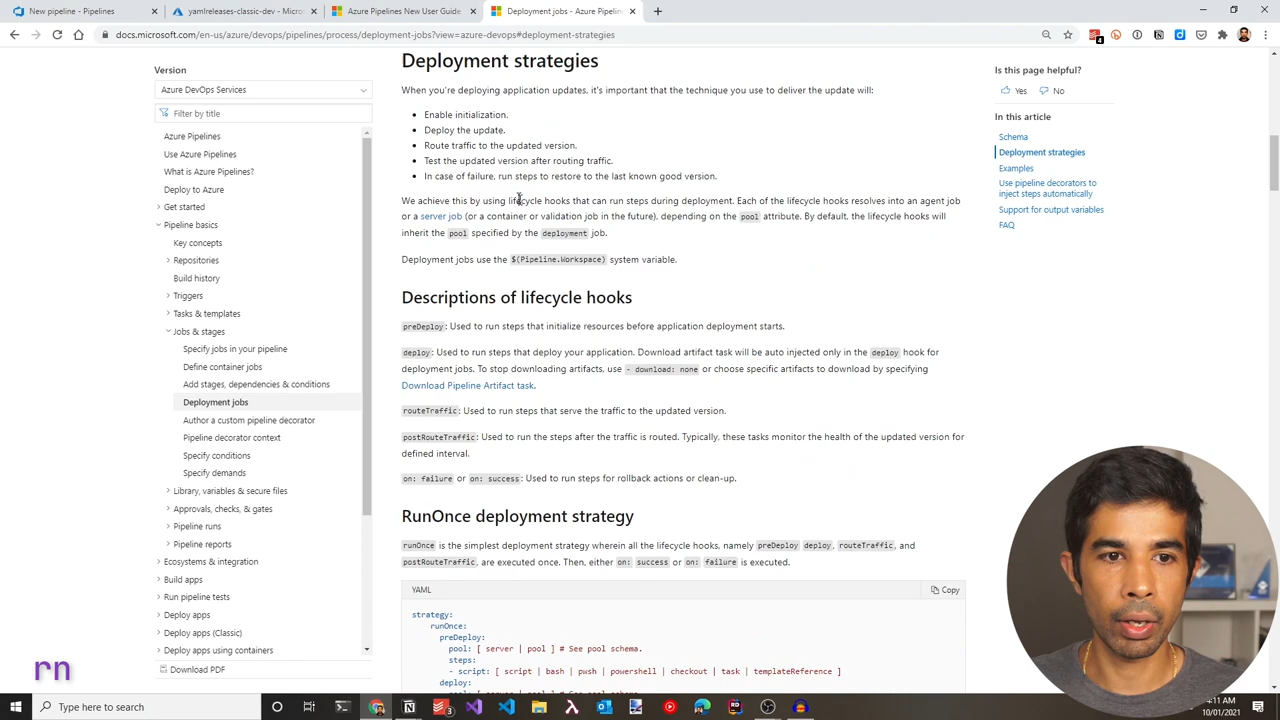 New pipeline - Pipelines
yamlreleases-classic-dev - Micros
Azure Pipelines New User Guide
Deployment jobs - Azure Pipelines
docs.microsoft.com/en-us/azure/devops/pipelines/process/deployment-jobs?view=azure-devops#deployment-strategies
Version
Azure DevOps Services
Filter by title
Azure Pipelines
Use Azure Pipelines
What is Azure Pipelines?
Deploy to Azure
Get started
Pipeline basics
Key concepts
Repositories
Build history
Triggers
Tasks & templates
Jobs & stages
Specify jobs in your pipeline
Define container jobs
Add stages, dependencies & conditions
Deployment jobs
Author a custom pipeline decorator
Pipeline decorator context
Specify conditions
Specify demands
Library, variables & secure files
Approvals, checks, & gates
Pipeline runs
Pipeline reports
Ecosystems & integration
Build apps
Run pipeline tests
Deploy apps
Deploy apps (Classic)
Deploy apps using containers
Download PDF
Deployment strategies
When you're deploying application updates, it's important that the technique you use to deliver the update will:
Enable initialization.
Deploy the update.
Route traffic to the updated version.
Test the updated version after routing traffic.
In case of failure, run steps to restore to the last known good version.
We achieve this by using lifecycle hooks that can run steps during deployment. Each of the lifecycle hooks resolves into an agent job
or a server job (or a container or validation job in the future), depending on the pool attribute. By default, the lifecycle hooks will
inherit the pool specified by the deployment job.
Deployment jobs use the $(Pipeline.Workspace) system variable.
Descriptions of lifecycle hooks
preDeploy: Used to run steps that initialize resources before application deployment starts.
deploy: Used to run steps that deploy your application. Download artifact task will be auto injected only in the deploy hook for
deployment jobs. To stop downloading artifacts, use - download: none or choose specific artifacts to download by specifying
Download Pipeline Artifact task.
routeTraffic: Used to run steps that serve the traffic to the updated version.
postRouteTraffic: Used to run the steps after the traffic is routed. Typically, these tasks monitor the health of the updated version for
defined interval.
on: failure or on: success: Used to run steps for rollback actions or clean-up.
RunOnce deployment strategy
runOnce is the simplest deployment strategy wherein all the lifecycle hooks, namely preDeploy deploy, routeTraffic, and
postRouteTraffic, are executed once. Then, either on: success or on: failure is executed.
YAML
Copy
strategy:
runOnce:
preDeploy:
pool: [ server | pool ] # See pool schema.
steps:
- script: [ script | bash | pwsh | powershell | checkout | task | templateReference ]
deploy:
pool: [ server | pool ] # See pool schema.
Is this page helpful?
Yes
No
In this article
Schema
Deployment strategies
Examples
Use pipeline decorators to
inject steps automatically
Support for output variables
FAQ
rn
Type here to search
4:11 AM
10/01/2021